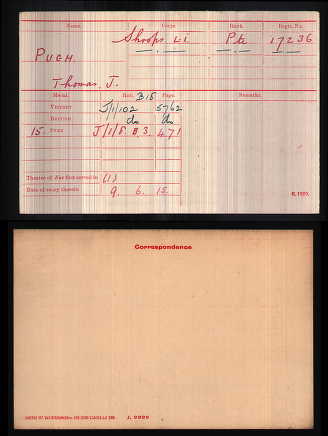 Name. Corps. Rank. Regtl. No.
Shrops. L.I. Pte 17236
PUGH.
Thomas. J.
Medal. Roll. Page. Remarks.
Victory J/1/102 B15 5762
British do do
15 Star J/1/8. B3. 471
Theatre of War first served in (1)
Date of entry therein 9. 6. 15
K. 1380.
Correspondence.